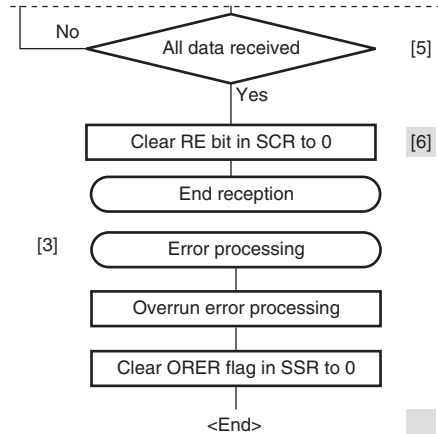 No
All data received
[5]
Yes
Clear RE bit in SCR to 0
[6]
End reception
[3]
Error processing
Overrun error processing
Clear ORER flag in SSR to 0
<End>